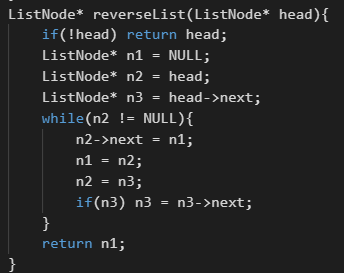 ListNode* reverseList(ListNode* head){
    if(!head) return head;
    ListNode* n1 = NULL;
    ListNode* n2 = head;
    ListNode* n3 = head->next;
    while(n2 != NULL){
        n2->next = n1;
        n1 = n2;
        n2 = n3;
        if(n3) n3 = n3->next;
    }
    return n1;
}